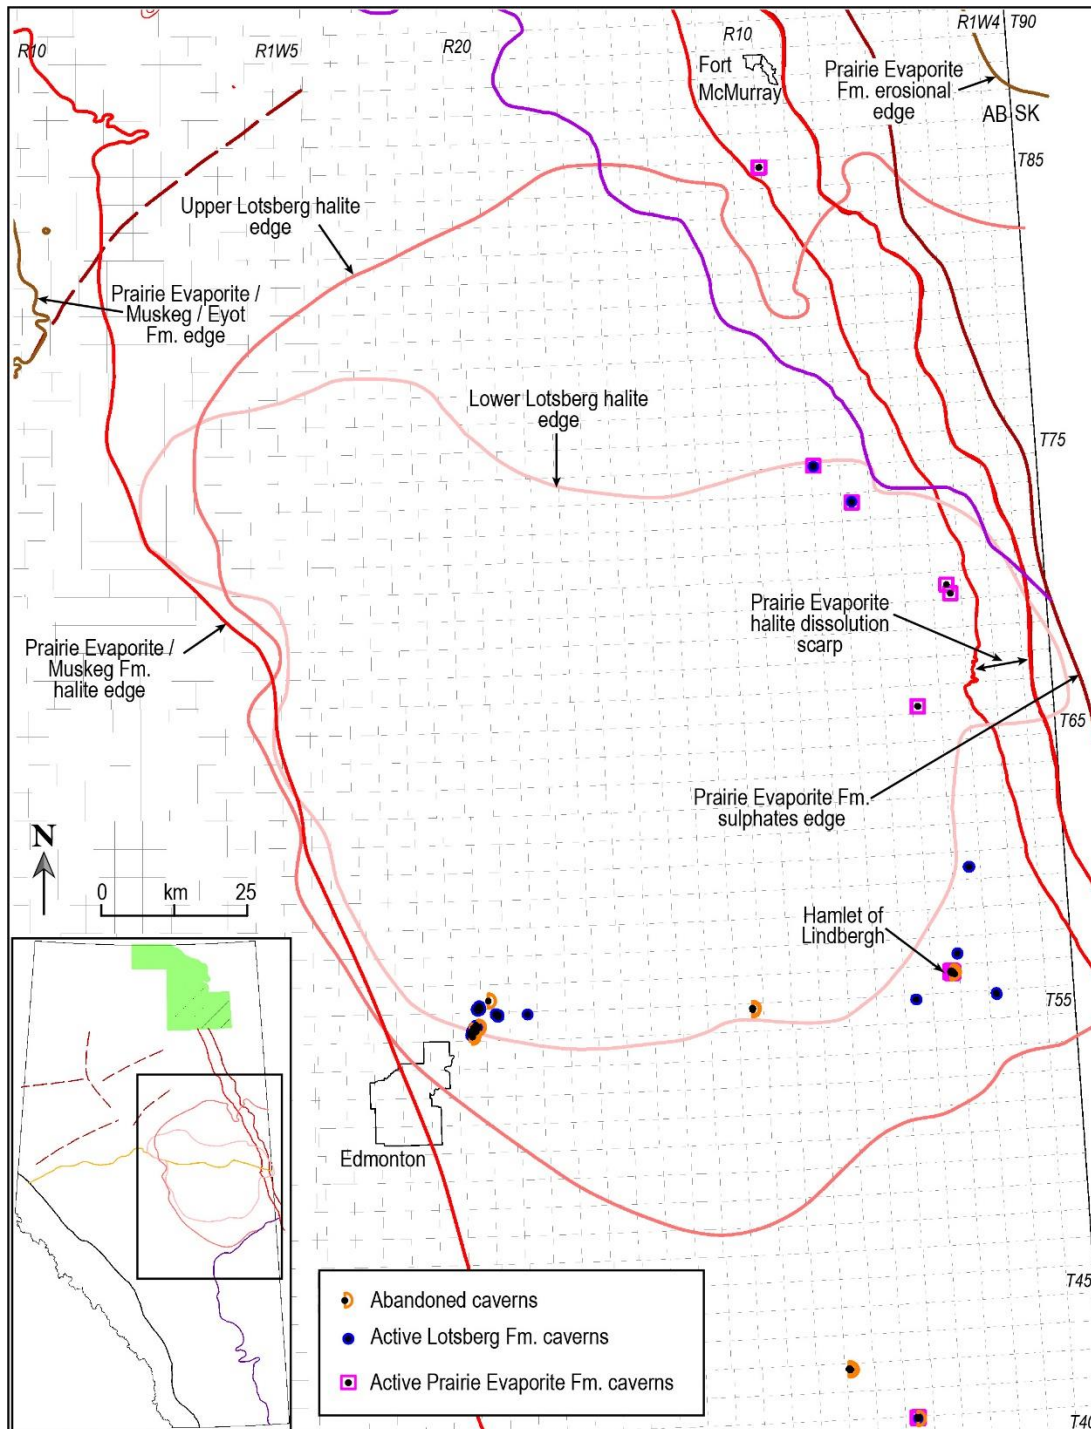 R10
R1W5
R20
R10
R1W4
T90
Fort
McMurray
Prairie Evaporite
Fm. erosional
edge
AB
SK
T85
Upper Lotsberg halite
edge
Prairie Evaporite /
Muskeg / Eyot
Fm. edge
Lower Lotsberg halite
edge
T75
Prairie Evaporite
halite dissolution
scarp
Prairie Evaporite /
Muskeg Fm.
halite edge
T65
Prairie Evaporite Fm.
sulphates edge
N
0 km 25
Hamlet of
Lindbergh
T55
Edmonton
T45
Abandoned caverns
Active Lotsberg Fm. caverns
Active Prairie Evaporite Fm. caverns
T40